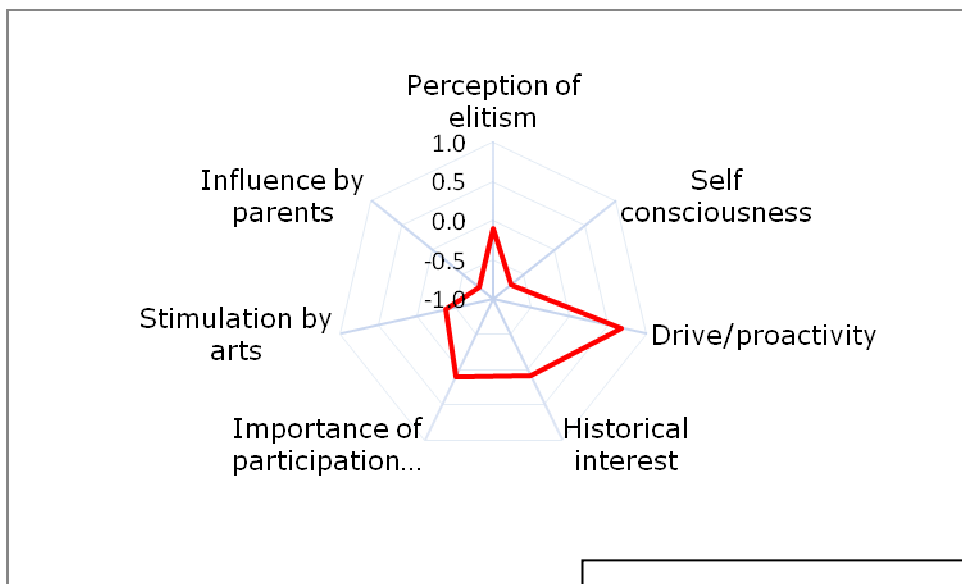 Perception of
elitism
1.0
0.5
0.0
-0.5
-1.0
Self
consciousness
Drive/proactivity
Historical
interest
Importance of
participation...
Stimulation by
arts
Influence by
parents